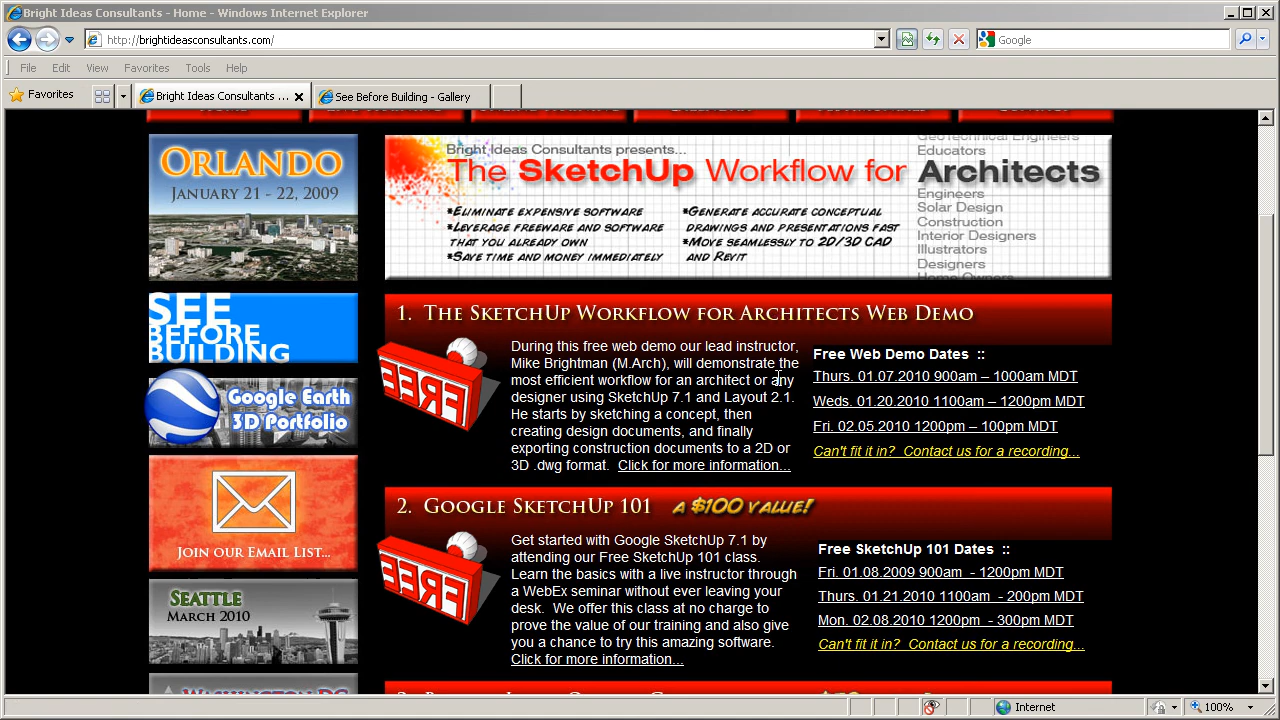 Bright Ideas Consultants - Home - Windows Internet Explorer
http://brightideasconsultants.com/
Google
File Edit View Favorites Tools Help
Favorites
Bright Ideas Consultants ...
See Before Building - Gallery
Orlando
January 21 - 22, 2009
See
Before
Building
Google Earth
3D Portfolio
Join our Email List...
Seattle
March 2010
Washington DC
Bright Ideas Consultants presents...
The SketchUp Workflow for Architects
*Eliminate expensive software
*Leverage freeware and software
that you already own
*Save time and money immediately
*Generate accurate conceptual
drawings and presentations fast
*Move seamlessly to 2D/3D CAD
and Revit
GeoTechnical Engineers
Educators
Engineers
Solar Design
Construction
Interior Designers
Illustrators
Designers
Home Owners
1. The SketchUp Workflow for Architects Web Demo
FREE
During this free web demo our lead instructor,
Mike Brightman (M.Arch), will demonstrate the
most efficient workflow for an architect or any
designer using SketchUp 7.1 and Layout 2.1.
He starts by sketching a concept, then
creating design documents, and finally
exporting construction documents to a 2D or
3D .dwg format. Click for more information...
Free Web Demo Dates ::
Thurs. 01.07.2010 900am – 1000am MDT
Weds. 01.20.2010 1100am – 1200pm MDT
Fri. 02.05.2010 1200pm – 100pm MDT
Can't fit it in? Contact us for a recording...
2. Google SketchUp 101 a $100 value!
FREE
Get started with Google SketchUp 7.1 by
attending our Free SketchUp 101 class.
Learn the basics with a live instructor through
a WebEx seminar without ever leaving your
desk. We offer this class at no charge to
prove the value of our training and also give
you a chance to try this amazing software.
Click for more information...
Free SketchUp 101 Dates ::
Fri. 01.08.2009 900am - 1200pm MDT
Thurs. 01.21.2010 1100am - 200pm MDT
Mon. 02.08.2010 1200pm - 300pm MDT
Can't fit it in? Contact us for a recording...
Internet
100%